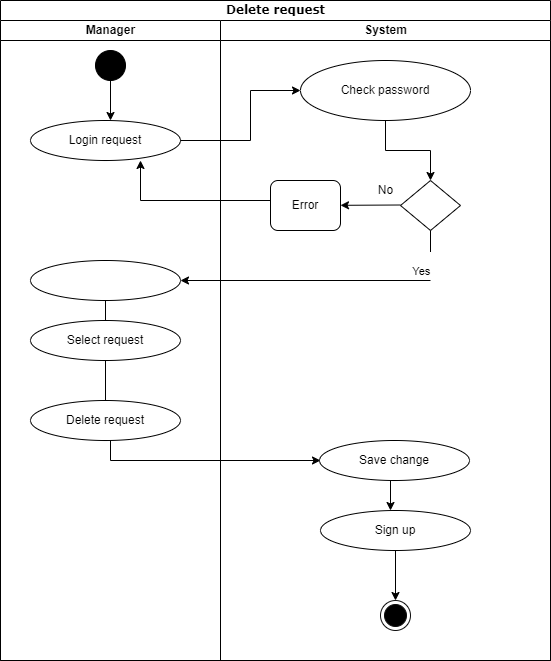 Delete request
Manager
System
Check password
Login request
No
Error
Yes
Select request
Delete request
Save change
Sign up